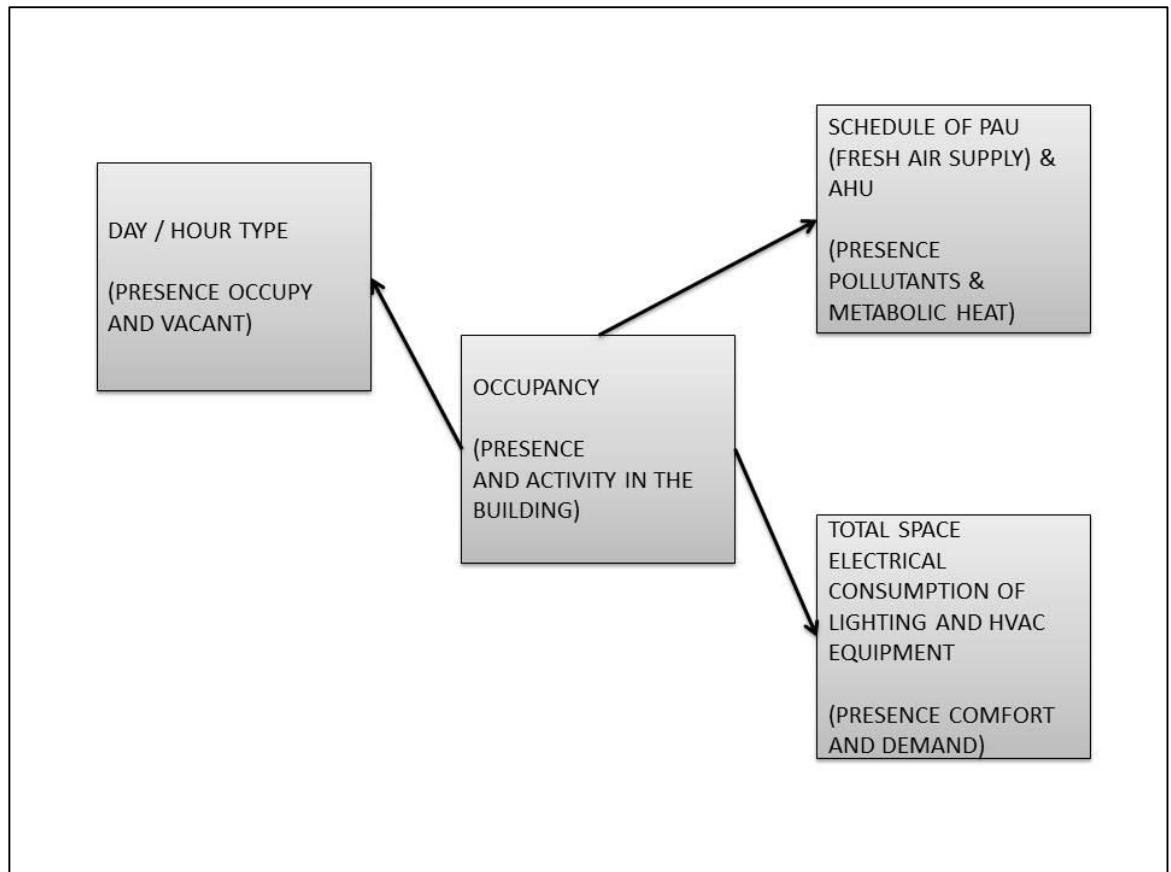 DAY / HOUR TYPE
(PRESENCE OCCUPY
AND VACANT)
OCCUPANCY
(PRESENCE
AND ACTIVITY IN THE
BUILDING)
SCHEDULE OF PAU
(FRESH AIR SUPPLY) &
AHU
(PRESENCE
POLLUTANTS &
METABOLIC HEAT)
TOTAL SPACE
ELECTRICAL
CONSUMPTION OF
LIGHTING AND HVAC
EQUIPMENT
(PRESENCE COMFORT
AND DEMAND)